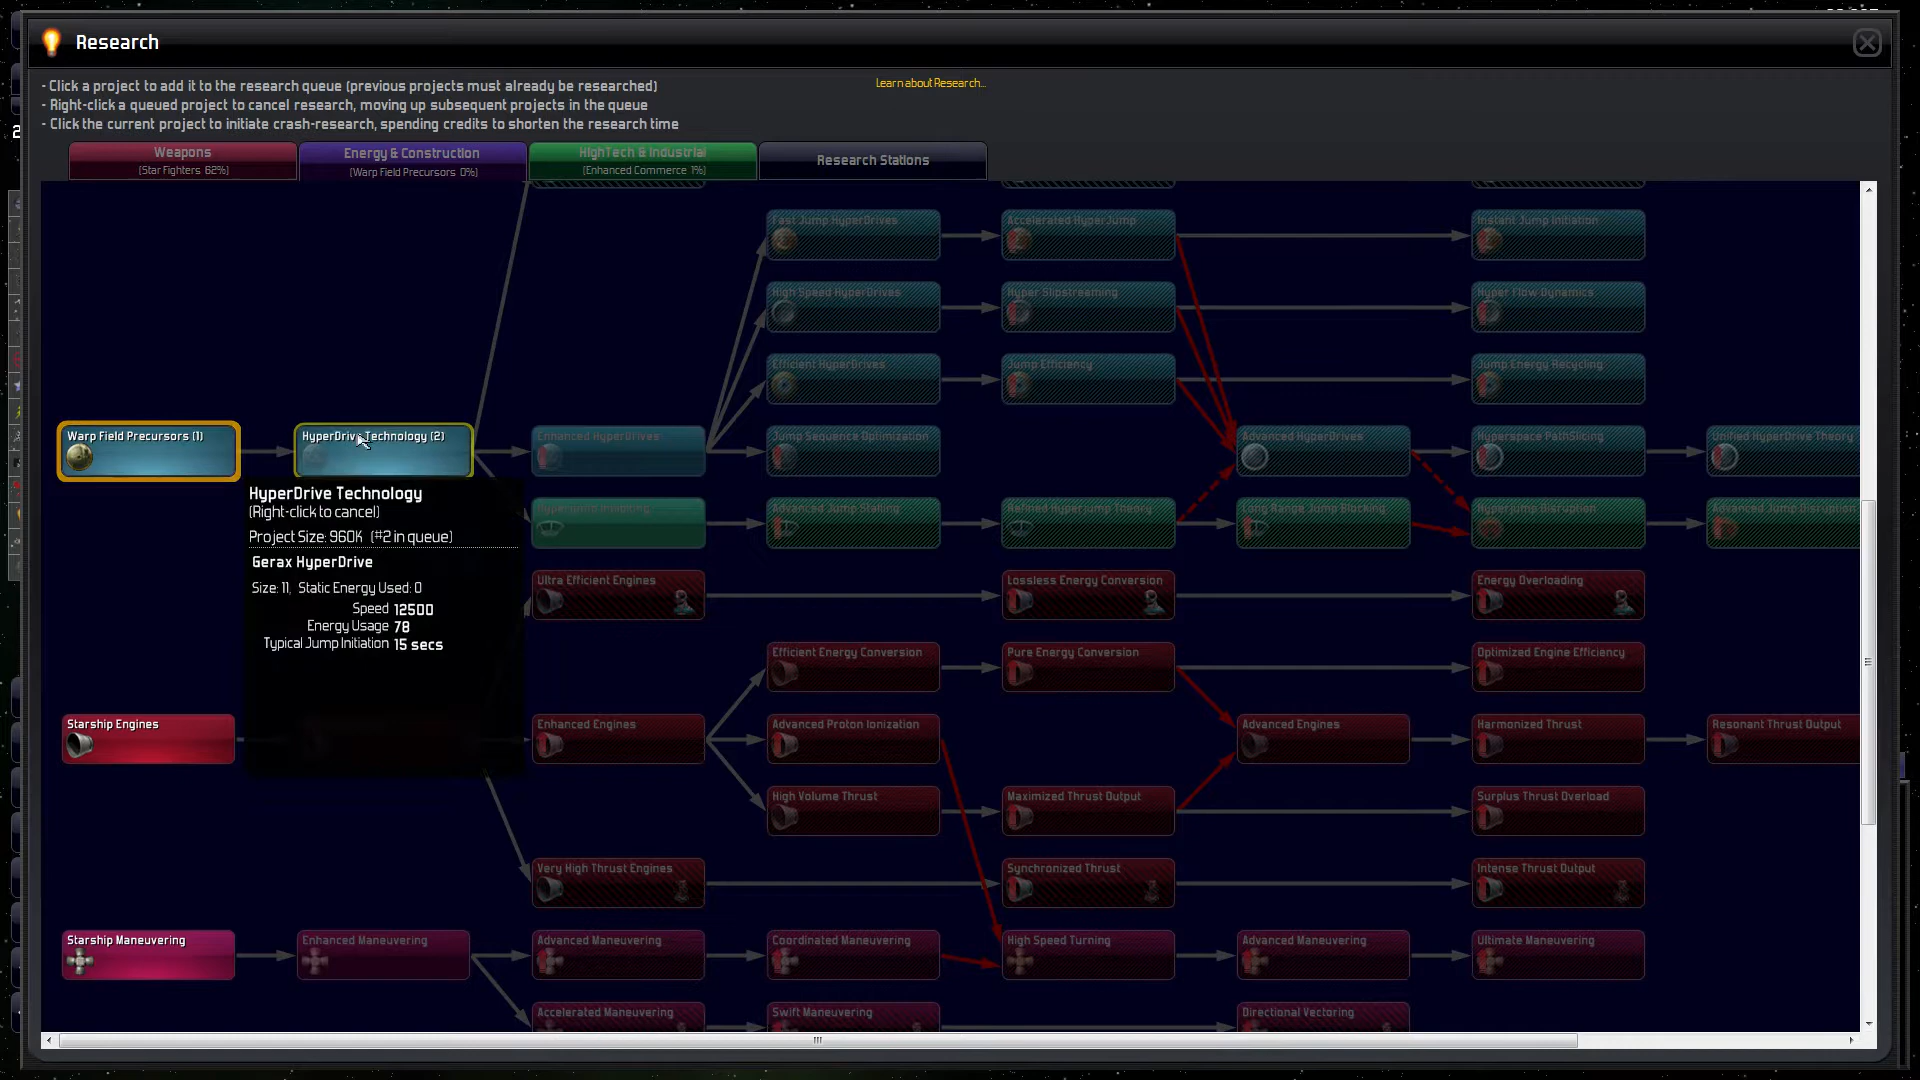 Research
- Click a project to add it to the research queue (previous projects must already be researched)
- Right-click a queued project to cancel research, moving up subsequent projects in the queue
- Click the current project to initiate crash-research, spending credits to shorten the research time
Learn about Research...
Weapons
(Star Fighters 62%)
Energy & Construction
(Warp Field Precursors 0%)
HighTech & Industrial
(Enhanced Commerce 1%)
Research Stations
Fast Jump HyperDrives
Accelerated HyperJump
Instant Jump Initiation
High Speed HyperDrives
Hyper Slipstreaming
Hyper Flow Dynamics
Efficient HyperDrives
Jump Efficiency
Jump Energy Recycling
Warp Field Precursors (1)
HyperDrive Technology (2)
Enhanced HyperDrives
Jump Sequence Optimization
Advanced HyperDrives
Hyperspace PathSlicing
Unified HyperDrive Theory
HyperDrive Technology
(Right-click to cancel)
Project Size: 960K (#2 in queue)
Gerax HyperDrive
Size: 11, Static Energy Used: 0
Speed 12500
Energy Usage 78
Typical Jump Initiation 15 secs
Advanced Jump Stalling
Refined Hyperjump Theory
Long Range Jump Blocking
Hyperjump Disruption
Advanced Jump Disruption
Ultra Efficient Engines
Lossless Energy Conversion
Energy Overloading
Efficient Energy Conversion
Pure Energy Conversion
Optimized Engine Efficiency
Starship Engines
Enhanced Engines
Advanced Proton Ionization
Advanced Engines
Harmonized Thrust
Resonant Thrust Output
High Volume Thrust
Maximized Thrust Output
Surplus Thrust Overload
Very High Thrust Engines
Synchronized Thrust
Intense Thrust Output
Starship Maneuvering
Enhanced Maneuvering
Advanced Maneuvering
Coordinated Maneuvering
High Speed Turning
Advanced Maneuvering
Ultimate Maneuvering
Accelerated Maneuvering
Swift Maneuvering
Directional Vectoring